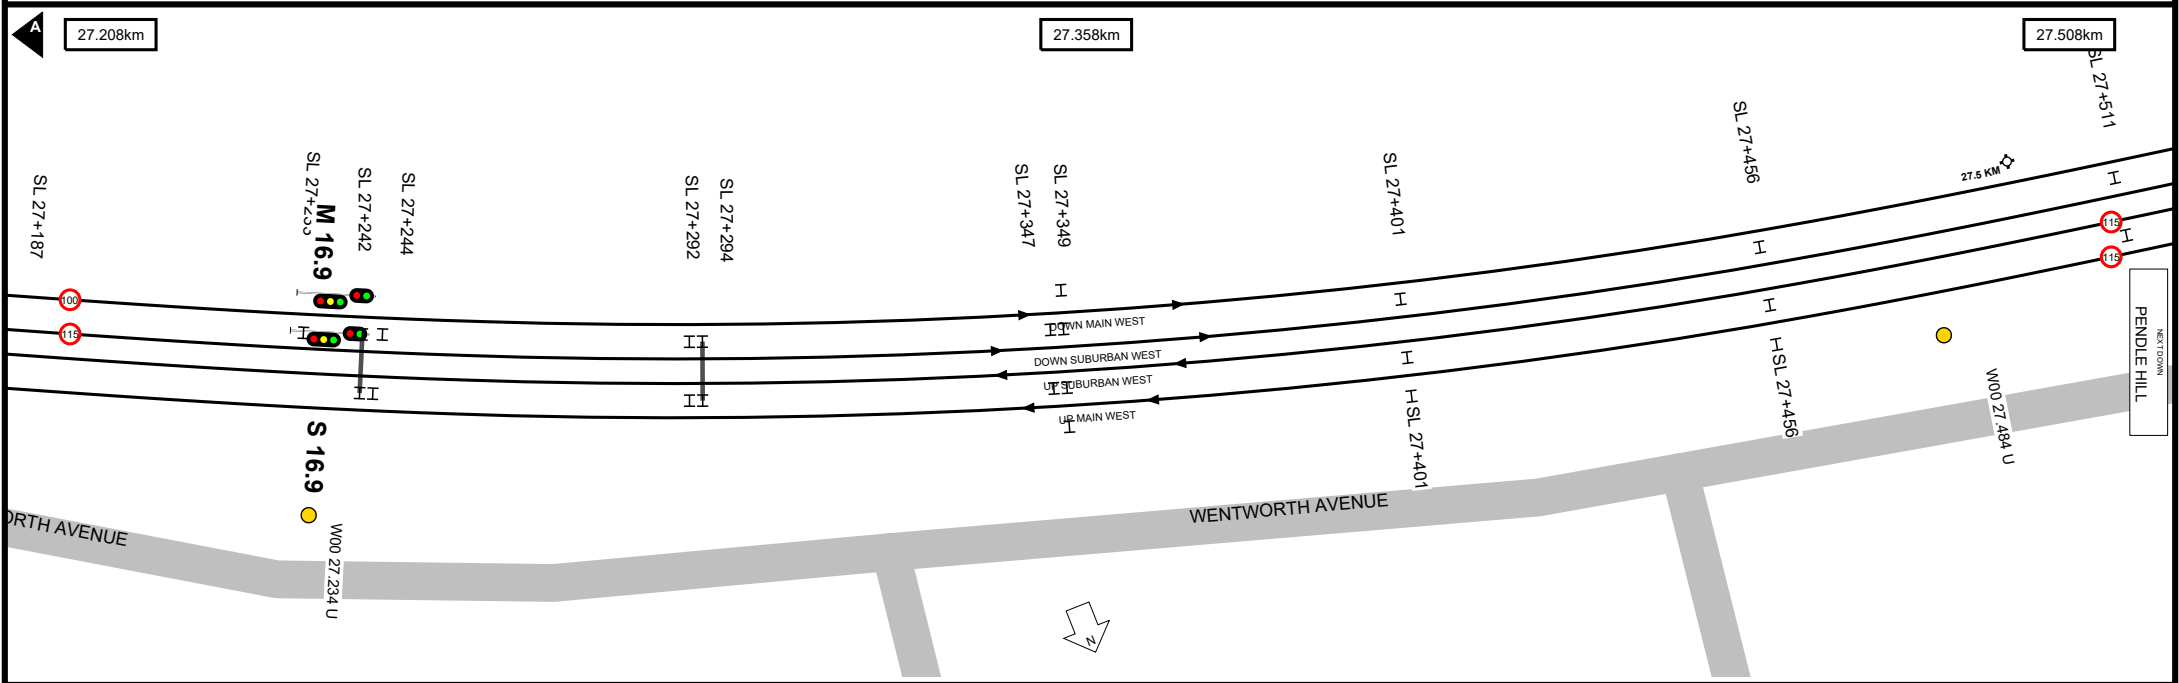 A
27.208km
27.358km
27.508km
SL 27+511
SL 27+456
27.5 KM
SL 27+187
SL 27+233
M 16.9
SL 27+242
SL 27+244
SL 27+292
SL 27+294
SL 27+347
SL 27+349
SL 27+401
100
115
115
115
DOWN MAIN WEST
DOWN SUBURBAN WEST
UP SUBURBAN WEST
UP MAIN WEST
S 16.9
SL 27+401
SL 27+456
W00 27.484 U
NEXT DOWN
PENDLE HILL
ORTH AVENUE
W00 27.234 U
WENTWORTH AVENUE
N